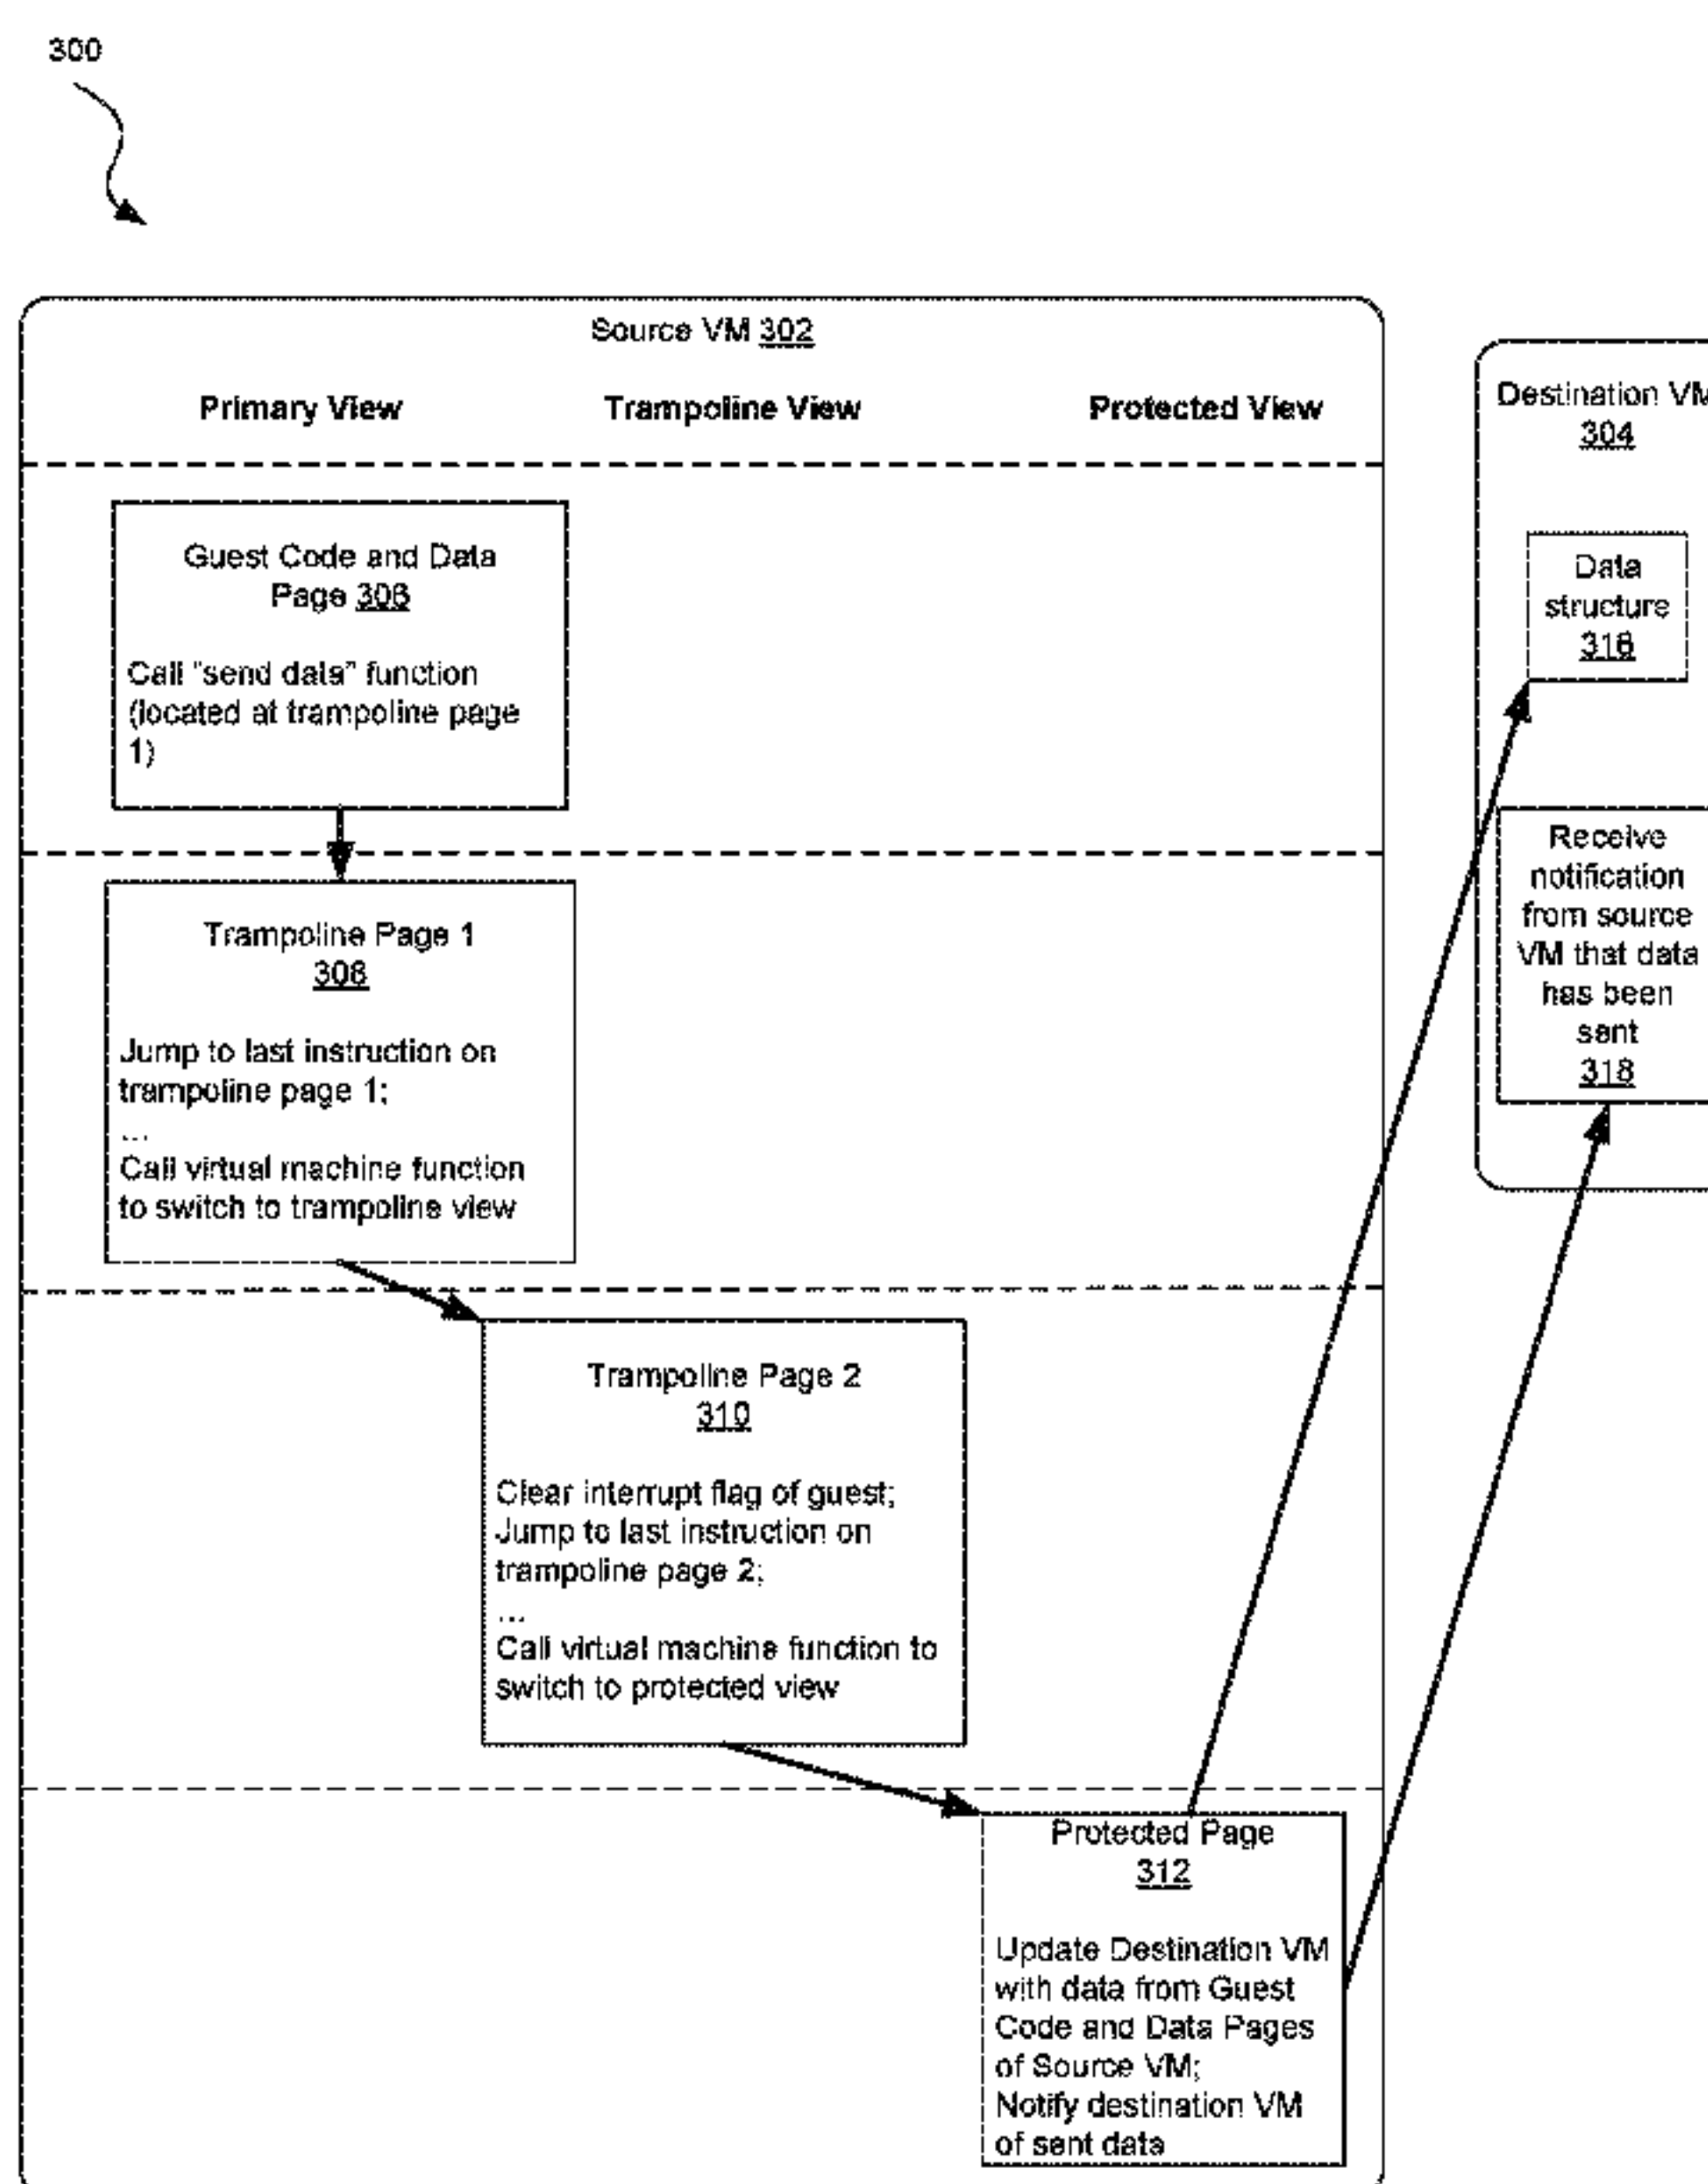 300
Source VM 302
Primary View
Trampoline View
Protected View
Guest Code and Data
Page 306
Call "send data" function
(located at trampoline page
1)
Trampoline Page 1
308
Jump to last instruction on
trampoline page 1;
...
Call virtual machine function
to switch to trampoline view
Trampoline Page 2
310
Clear interrupt flag of guest;
Jump to last instruction on
trampoline page 2;
...
Call virtual machine function to
switch to protected view
Protected Page
312
Update Destination VM
with data from Guest
Code and Data Pages
of Source VM;
Notify destination VM
of sent data
Destination VM
304
Data
structure
316
Receive
notification
from source
VM that data
has been
sent
318